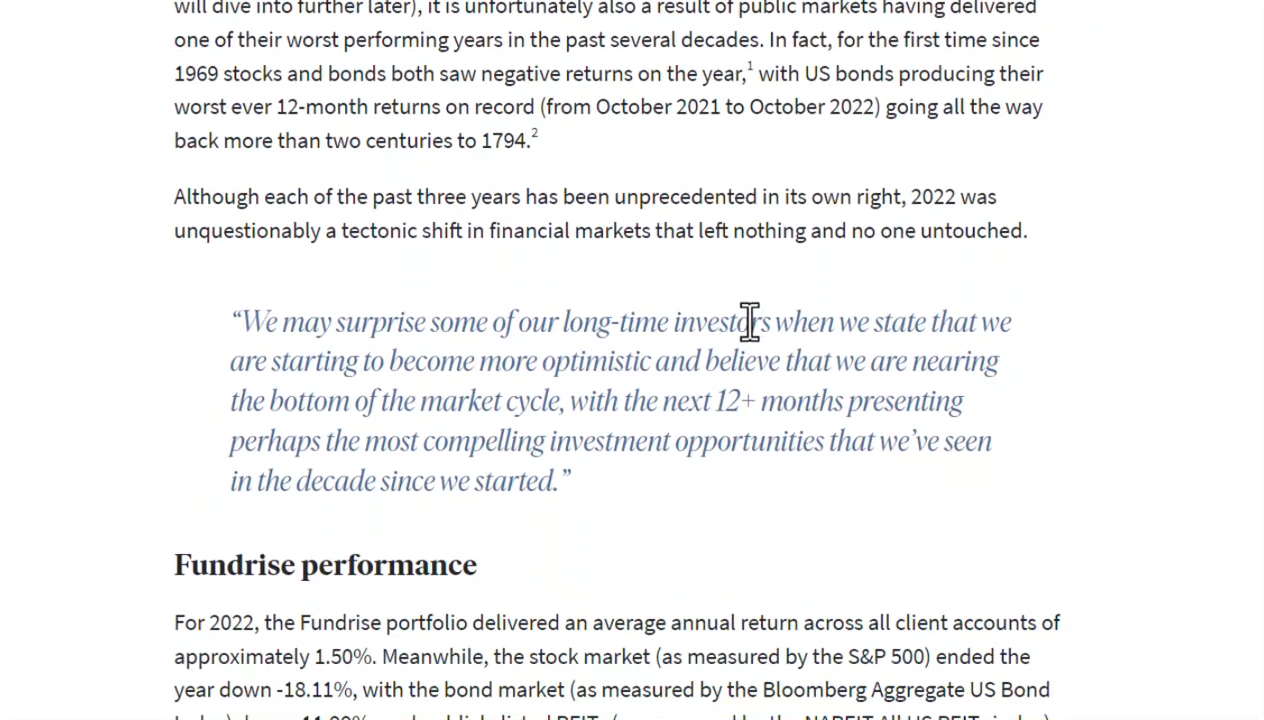 will dive into further later), it is unfortunately also a result of public markets having delivered
one of their worst performing years in the past several decades. In fact, for the first time since
1969 stocks and bonds both saw negative returns on the year,1 with US bonds producing their
worst ever 12-month returns on record (from October 2021 to October 2022) going all the way
back more than two centuries to 1794.2
Although each of the past three years has been unprecedented in its own right, 2022 was
unquestionably a tectonic shift in financial markets that left nothing and no one untouched.
“We may surprise some of our long-time investors when we state that we
are starting to become more optimistic and believe that we are nearing
the bottom of the market cycle, with the next 12+ months presenting
perhaps the most compelling investment opportunities that we’ve seen
in the decade since we started.”
Fundrise performance
For 2022, the Fundrise portfolio delivered an average annual return across all client accounts of
approximately 1.50%. Meanwhile, the stock market (as measured by the S&P 500) ended the
year down -18.11%, with the bond market (as measured by the Bloomberg Aggregate US Bond